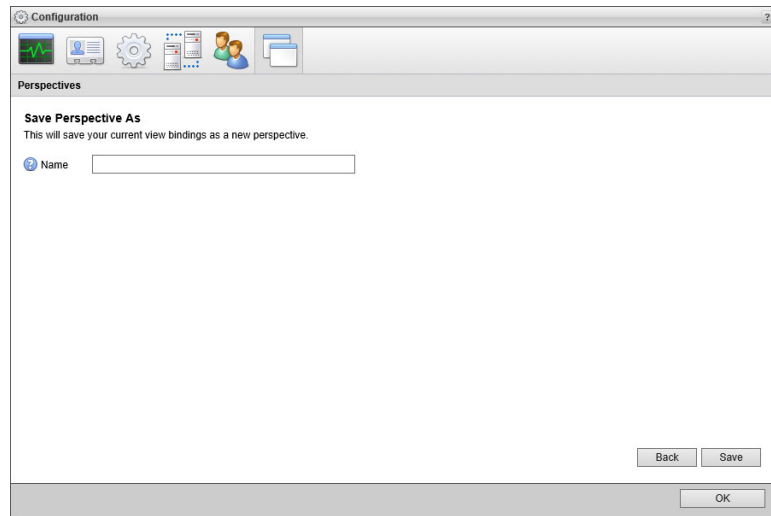 Configuration
?
Perspectives
Save Perspective As
This will save your current view bindings as a new perspective.
? Name
Back Save
OK